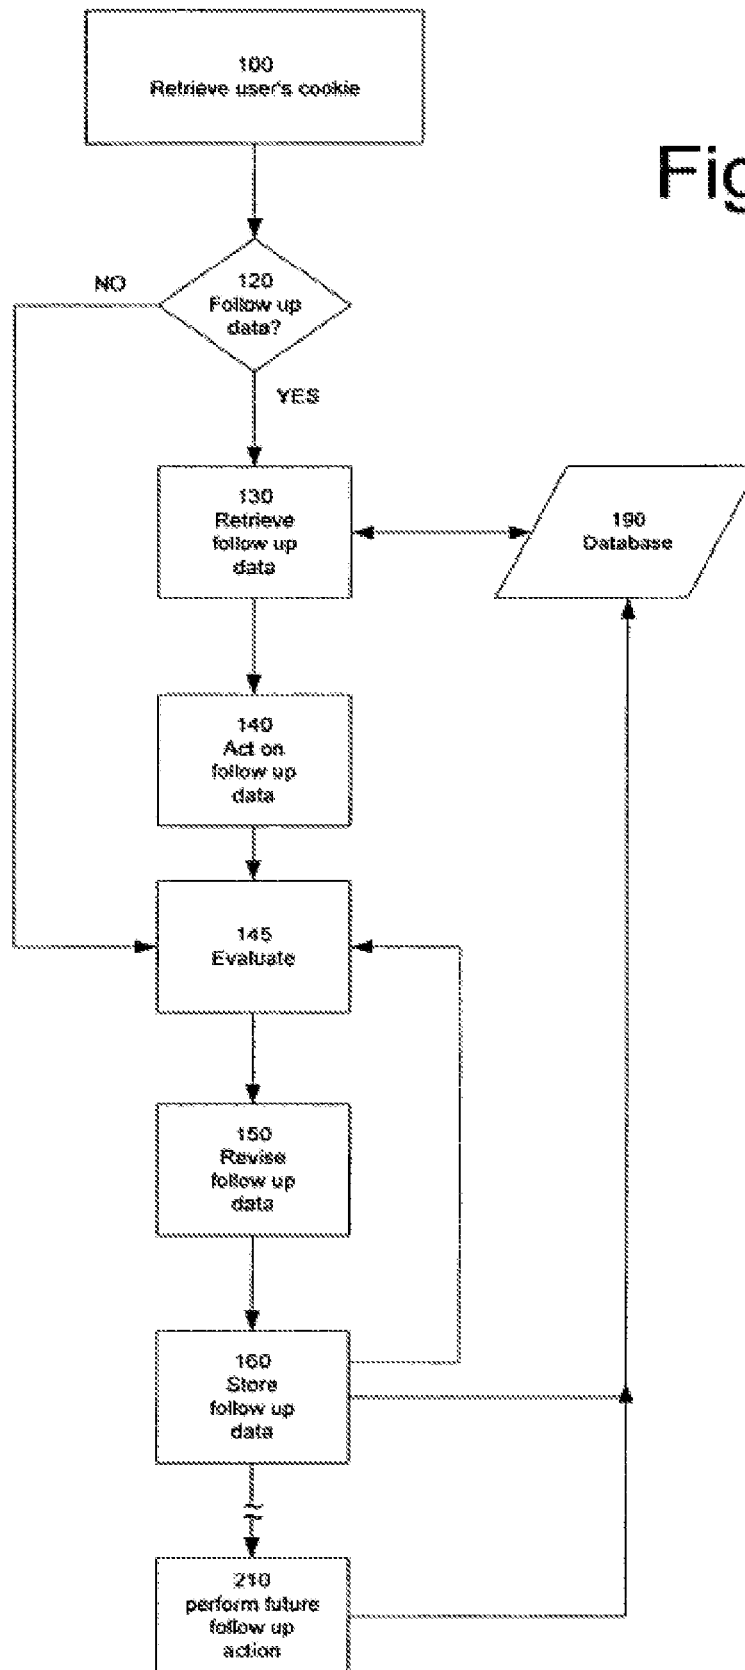 100
Retrieve user's cookie
Fig
NO
120
Follow up
data?
YES
130
Retrieve
follow up
data
190
Database
140
Act on
follow up
data
145
Evaluate
150
Revise
follow up
data
160
Store
follow up
data
210
perform future
follow up
action